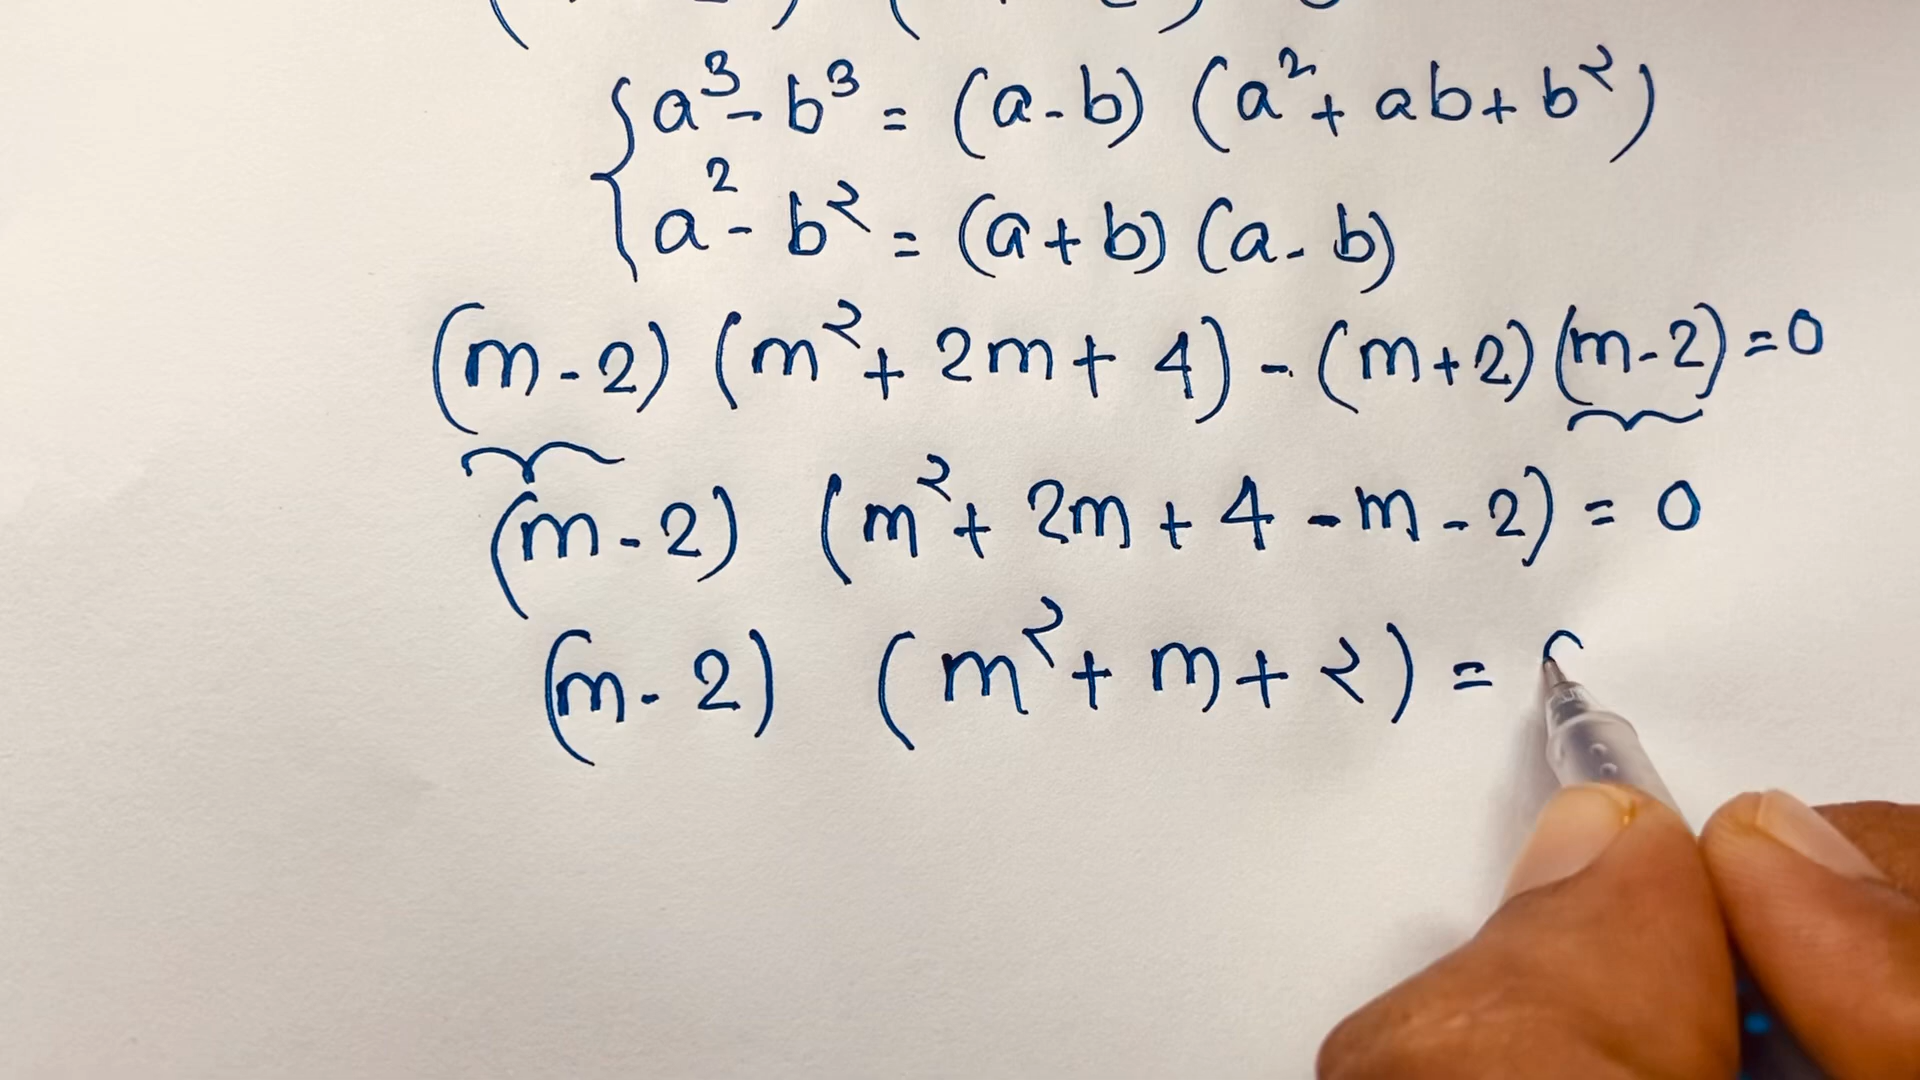 a³ - b³ = (a - b) (a² + ab + b²)
a² - b² = (a + b) (a - b)
(m - 2) (m² + 2m + 4) - (m + 2) (m - 2) = 0
(m - 2) (m² + 2m + 4 - m - 2) = 0
(m - 2) (m² + m + 2) =